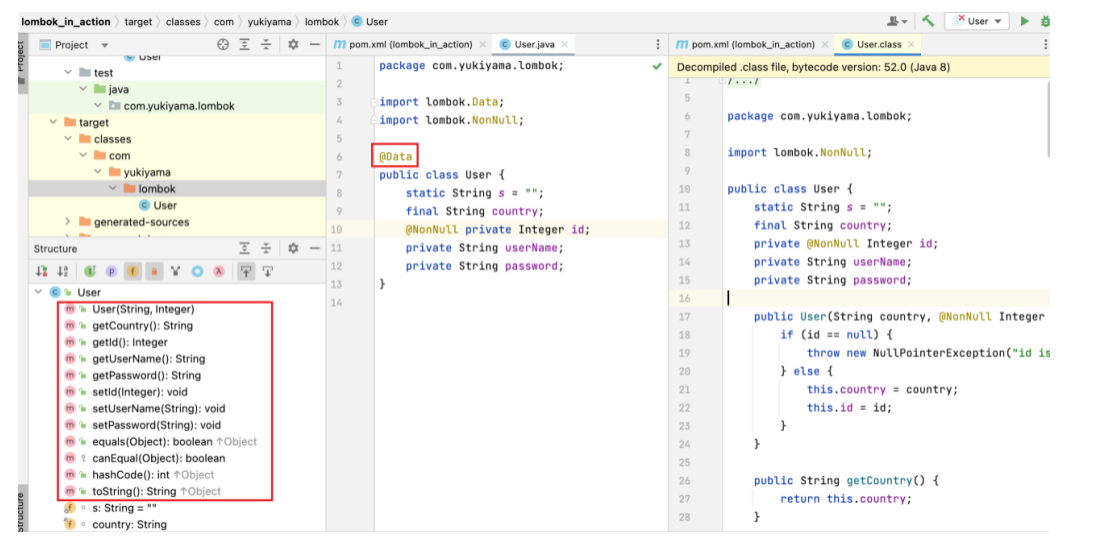 lombok_in_action target classes com yukiyama lombok User
User
Project
User
test
java
com.yukiyama.lombok
target
classes
com
yukiyama
lombok
User
generated-sources
Structure
User
User(String, Integer)
getCountry(): String
getId(): Integer
getUserName(): String
getPassword(): String
setId(Integer): void
setUserName(String): void
setPassword(String): void
equals(Object): boolean ↑Object
canEqual(Object): boolean
hashCode(): int ↑Object
toString(): String ↑Object
s: String = ""
country: String
Structure
pom.xml (lombok_in_action) User.java
1 package com.yukiyama.lombok;
2
3 import lombok.Data;
4 import lombok.NonNull;
5
6 @Data
7 public class User {
8 static String s = "";
9 final String country;
10 @NonNull private Integer id;
11 private String userName;
12 private String password;
13 }
14
pom.xml (lombok_in_action) User.class
Decompiled .class file, bytecode version: 52.0 (Java 8)
1 /.../
5
6 package com.yukiyama.lombok;
7
8 import lombok.NonNull;
9
10 public class User {
11 static String s = "";
12 final String country;
13 private @NonNull Integer id;
14 private String userName;
15 private String password;
16
17 public User(String country, @NonNull Integer
18 if (id == null) {
19 throw new NullPointerException("id is
20 } else {
21 this.country = country;
22 this.id = id;
23 }
24 }
25
26 public String getCountry() {
27 return this.country;
28 }